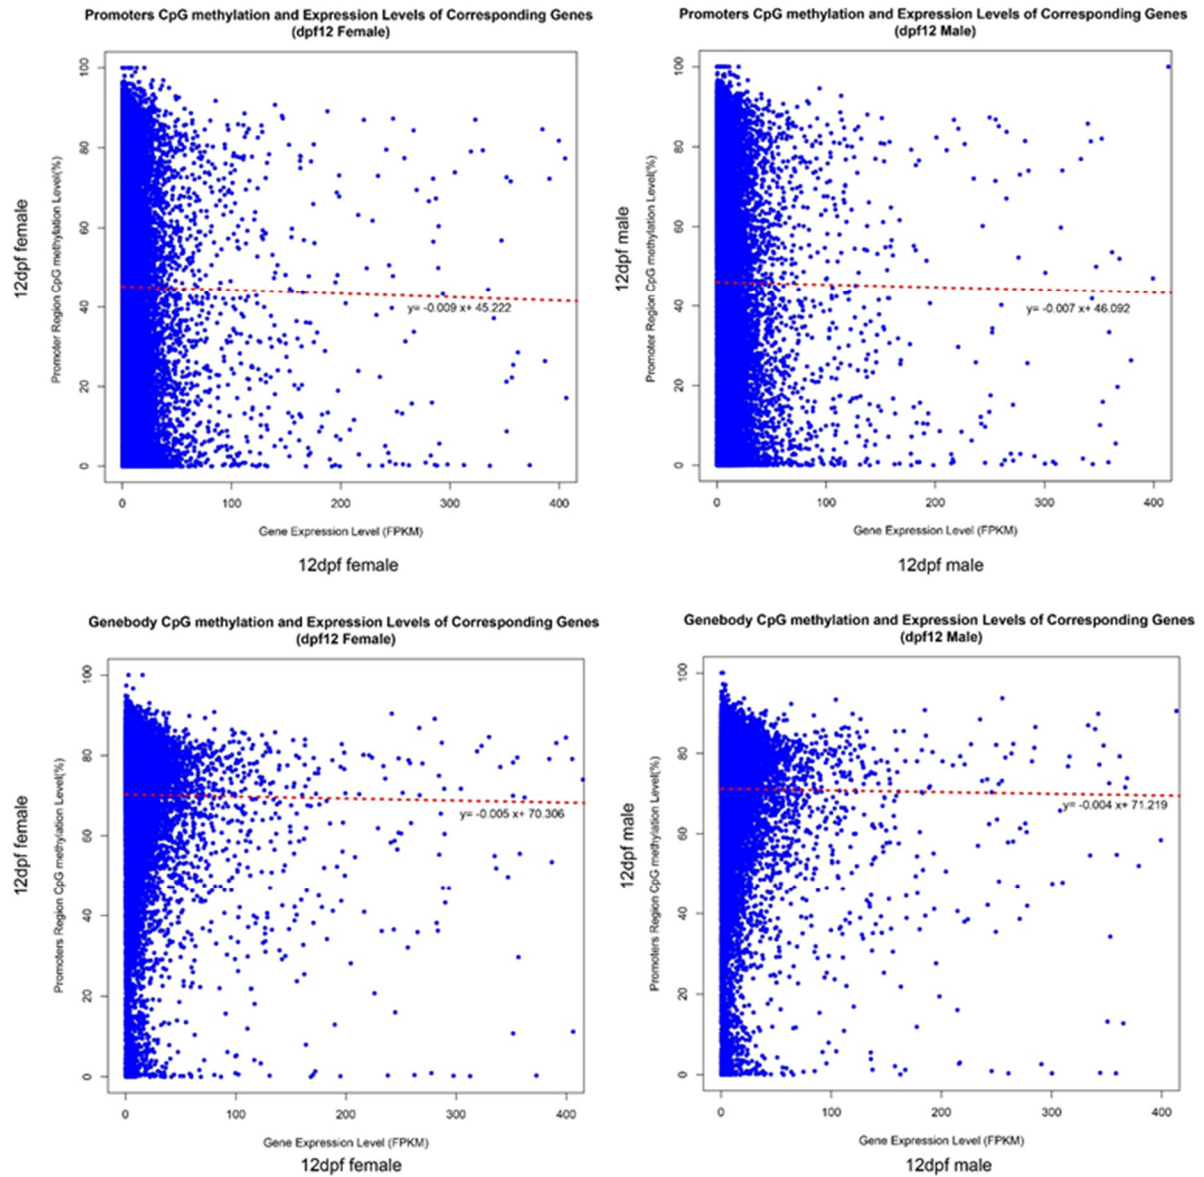 Promoters CpG methylation and Expression Levels of Corresponding Genes
(dpf12 Female)
12dpf female
Promoter Region CpG methylation Level(%)
100
80
60
40
20
0
y= -0.009 x+ 45.222
0 100 200 300 400
Gene Expression Level (FPKM)
12dpf female
Promoters CpG methylation and Expression Levels of Corresponding Genes
(dpf12 Male)
12dpf male
Promoter Region CpG methylation Level(%)
100
80
60
40
20
0
y= -0.007 x+ 46.092
0 100 200 300 400
Gene Expression Level (FPKM)
12dpf male
Genebody CpG methylation and Expression Levels of Corresponding Genes
(dpf12 Female)
12dpf female
Promoters Region CpG methylation Level(%)
100
80
60
40
20
0
y= -0.005 x+ 70.306
0 100 200 300 400
Gene Expression Level (FPKM)
12dpf female
Genebody CpG methylation and Expression Levels of Corresponding Genes
(dpf12 Male)
12dpf male
Promoters Region CpG methylation Level(%)
100
80
60
40
20
0
y= -0.004 x+ 71.219
0 100 200 300 400
Gene Expression Level (FPKM)
12dpf male